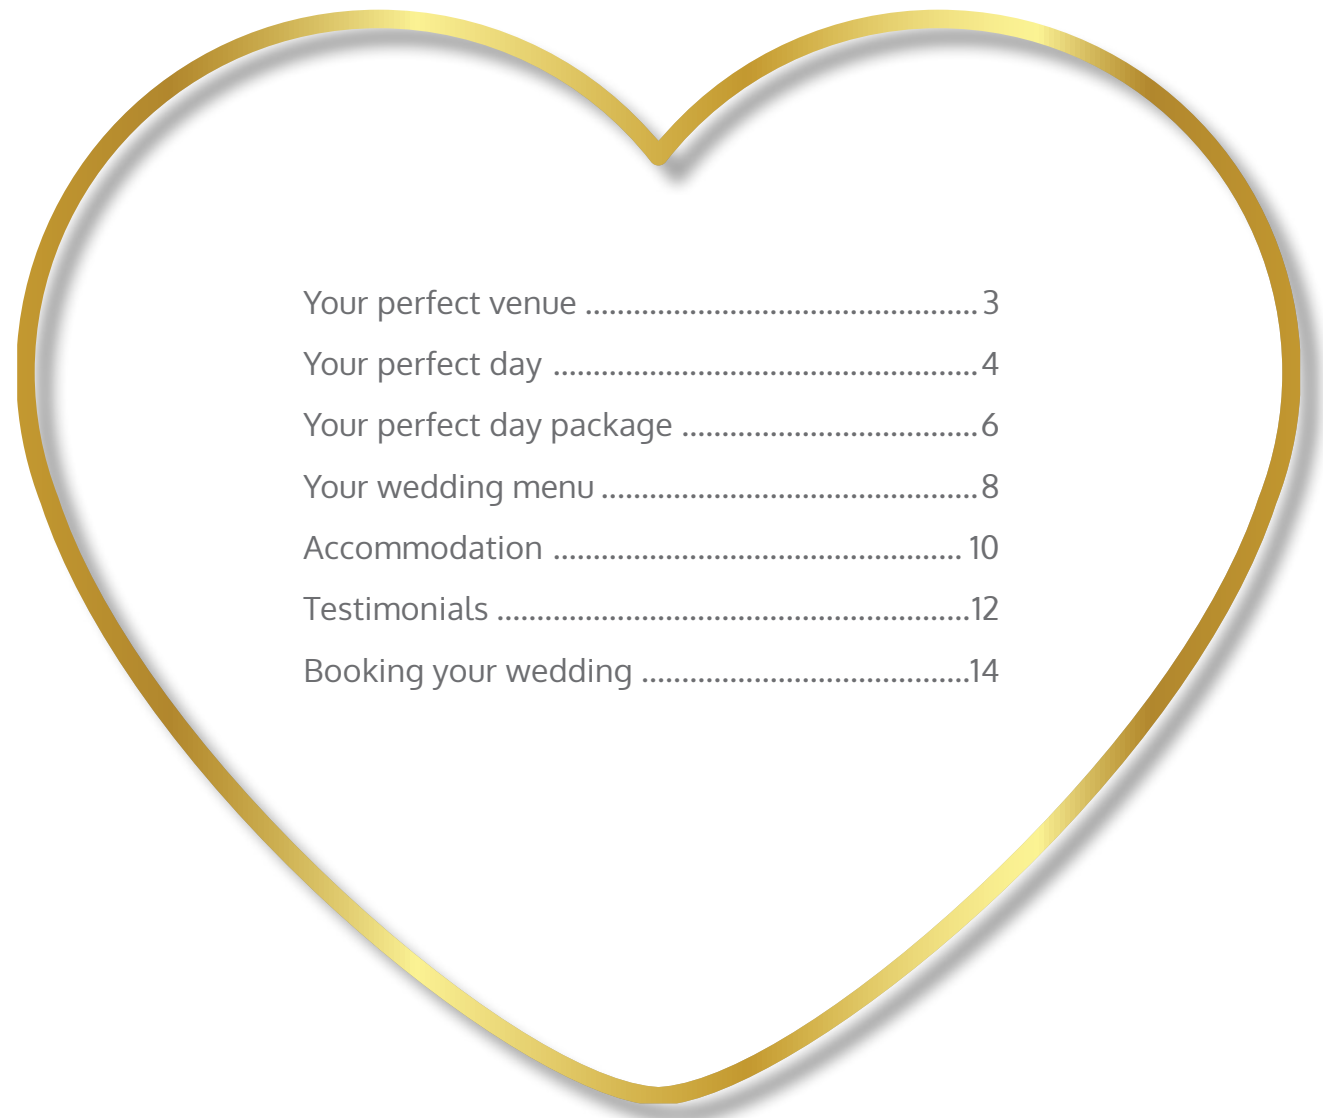 Your perfect venue ................................................ 3
Your perfect day .................................................... 4
Your perfect day package .................................... 6
Your wedding menu .............................................. 8
Accommodation .................................................. 10
Testimonials ..........................................................12
Booking your wedding ........................................14